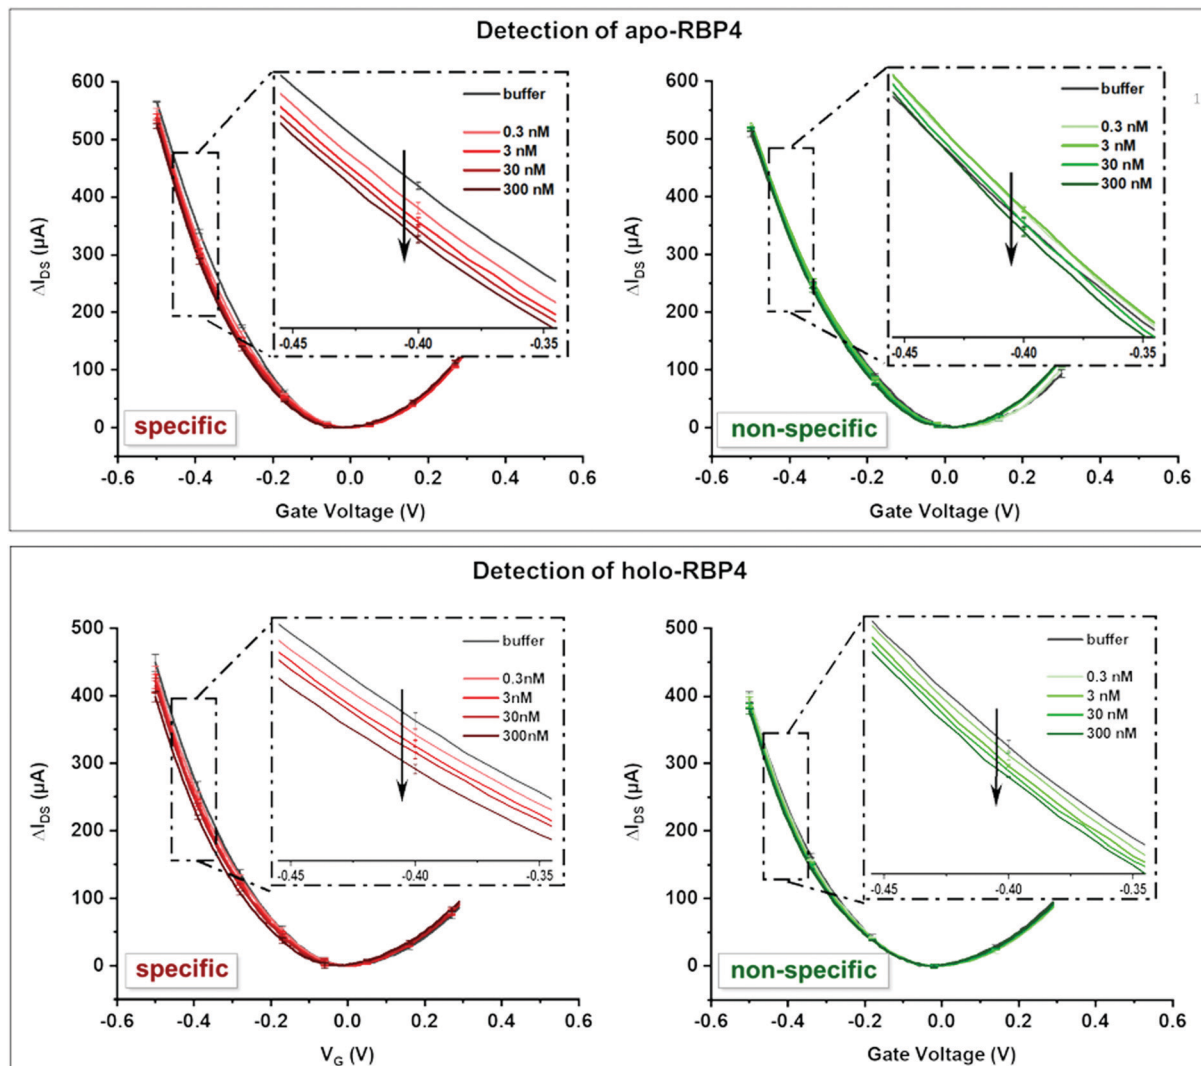 Detection of apo-RBP4
600
500
400
300
200
100
0
ΔI_DS (µA)
buffer
0.3 nM
3 nM
30 nM
300 nM
-0.45
-0.40
-0.35
specific
-0.6
-0.4
-0.2
0.0
0.2
0.4
0.6
Gate Voltage (V)
600
500
400
300
200
100
0
ΔI_DS (µA)
buffer
0.3 nM
3 nM
30 nM
300 nM
-0.45
-0.40
-0.35
non-specific
-0.6
-0.4
-0.2
0.0
0.2
0.4
0.6
Gate Voltage (V)
1
Detection of holo-RBP4
500
400
300
200
100
0
ΔI_DS (µA)
buffer
0.3nM
3nM
30nM
300nM
-0.45
-0.40
-0.35
specific
-0.6
-0.4
-0.2
0.0
0.2
0.4
0.6
V_G (V)
500
400
300
200
100
0
ΔI_DS (µA)
buffer
0.3 nM
3 nM
30 nM
300 nM
-0.45
-0.40
-0.35
non-specific
-0.6
-0.4
-0.2
0.0
0.2
0.4
0.6
Gate Voltage (V)